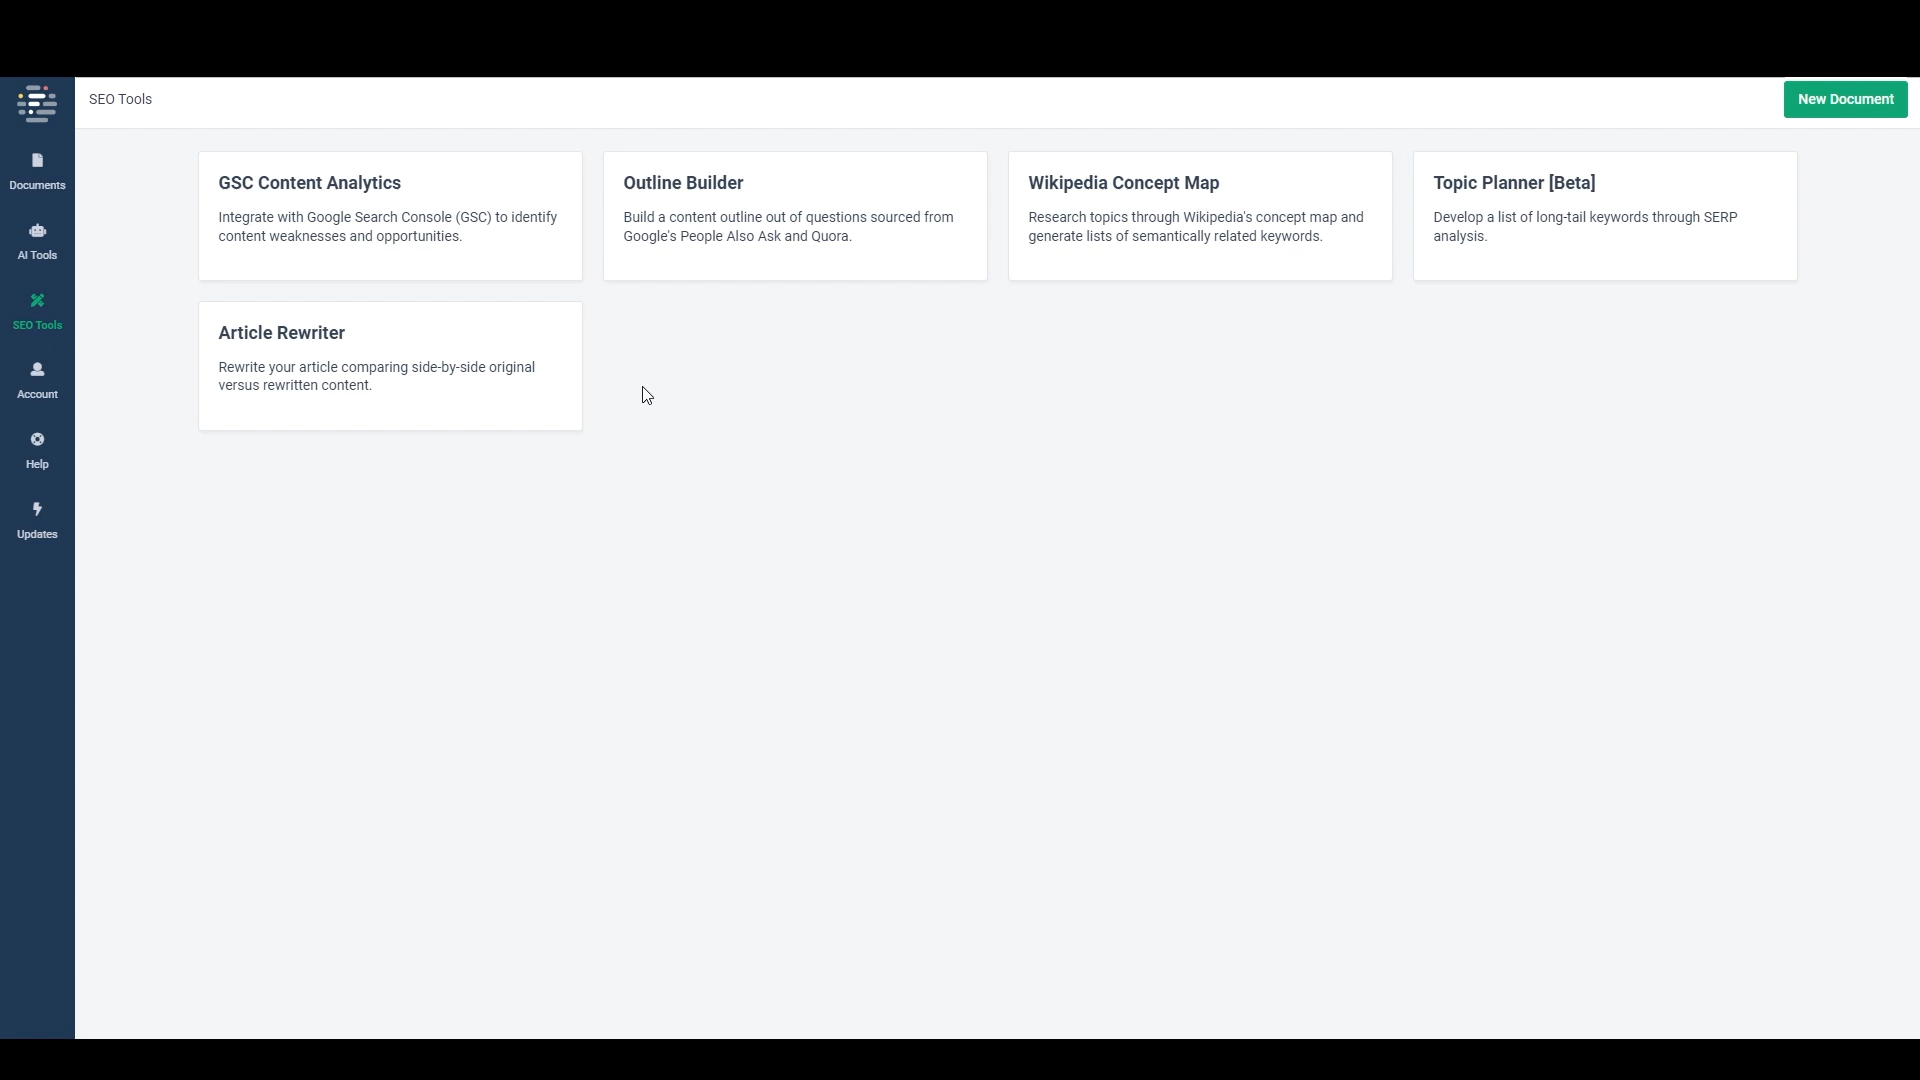 SEO Tools
New Document
Documents
AI Tools
SEO Tools
Account
Help
Updates
GSC Content Analytics
Integrate with Google Search Console (GSC) to identify
content weaknesses and opportunities.
Outline Builder
Build a content outline out of questions sourced from
Google's People Also Ask and Quora.
Wikipedia Concept Map
Research topics through Wikipedia's concept map and
generate lists of semantically related keywords.
Topic Planner [Beta]
Develop a list of long-tail keywords through SERP
analysis.
Article Rewriter
Rewrite your article comparing side-by-side original
versus rewritten content.